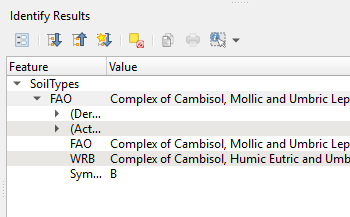 Identify Results
Feature Value
SoilTypes
FAO Complex of Cambisol, Mollic and Umbric Lep
(Der...
(Act...
FAO Complex of Cambisol, Mollic and Umbric Lep
WRB Complex of Cambisol, Humic Eutric and Umb
Sym... B